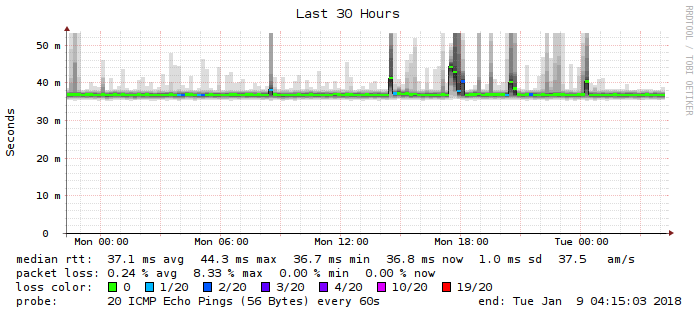 Last 30 Hours
RRDTOOL / TOBI OETIKER
Seconds
50 m
40 m
30 m
20 m
10 m
0
Mon 00:00 Mon 06:00 Mon 12:00 Mon 18:00 Tue 00:00
median rtt: 37.1 ms avg 44.3 ms max 36.7 ms min 36.8 ms now 1.0 ms sd 37.5 am/s
packet loss: 0.24 % avg 8.33 % max 0.00 % min 0.00 % now
loss color: 0 1/20 2/20 3/20 4/20 10/20 19/20
probe: 20 ICMP Echo Pings (56 Bytes) every 60s end: Tue Jan 9 04:15:03 2018